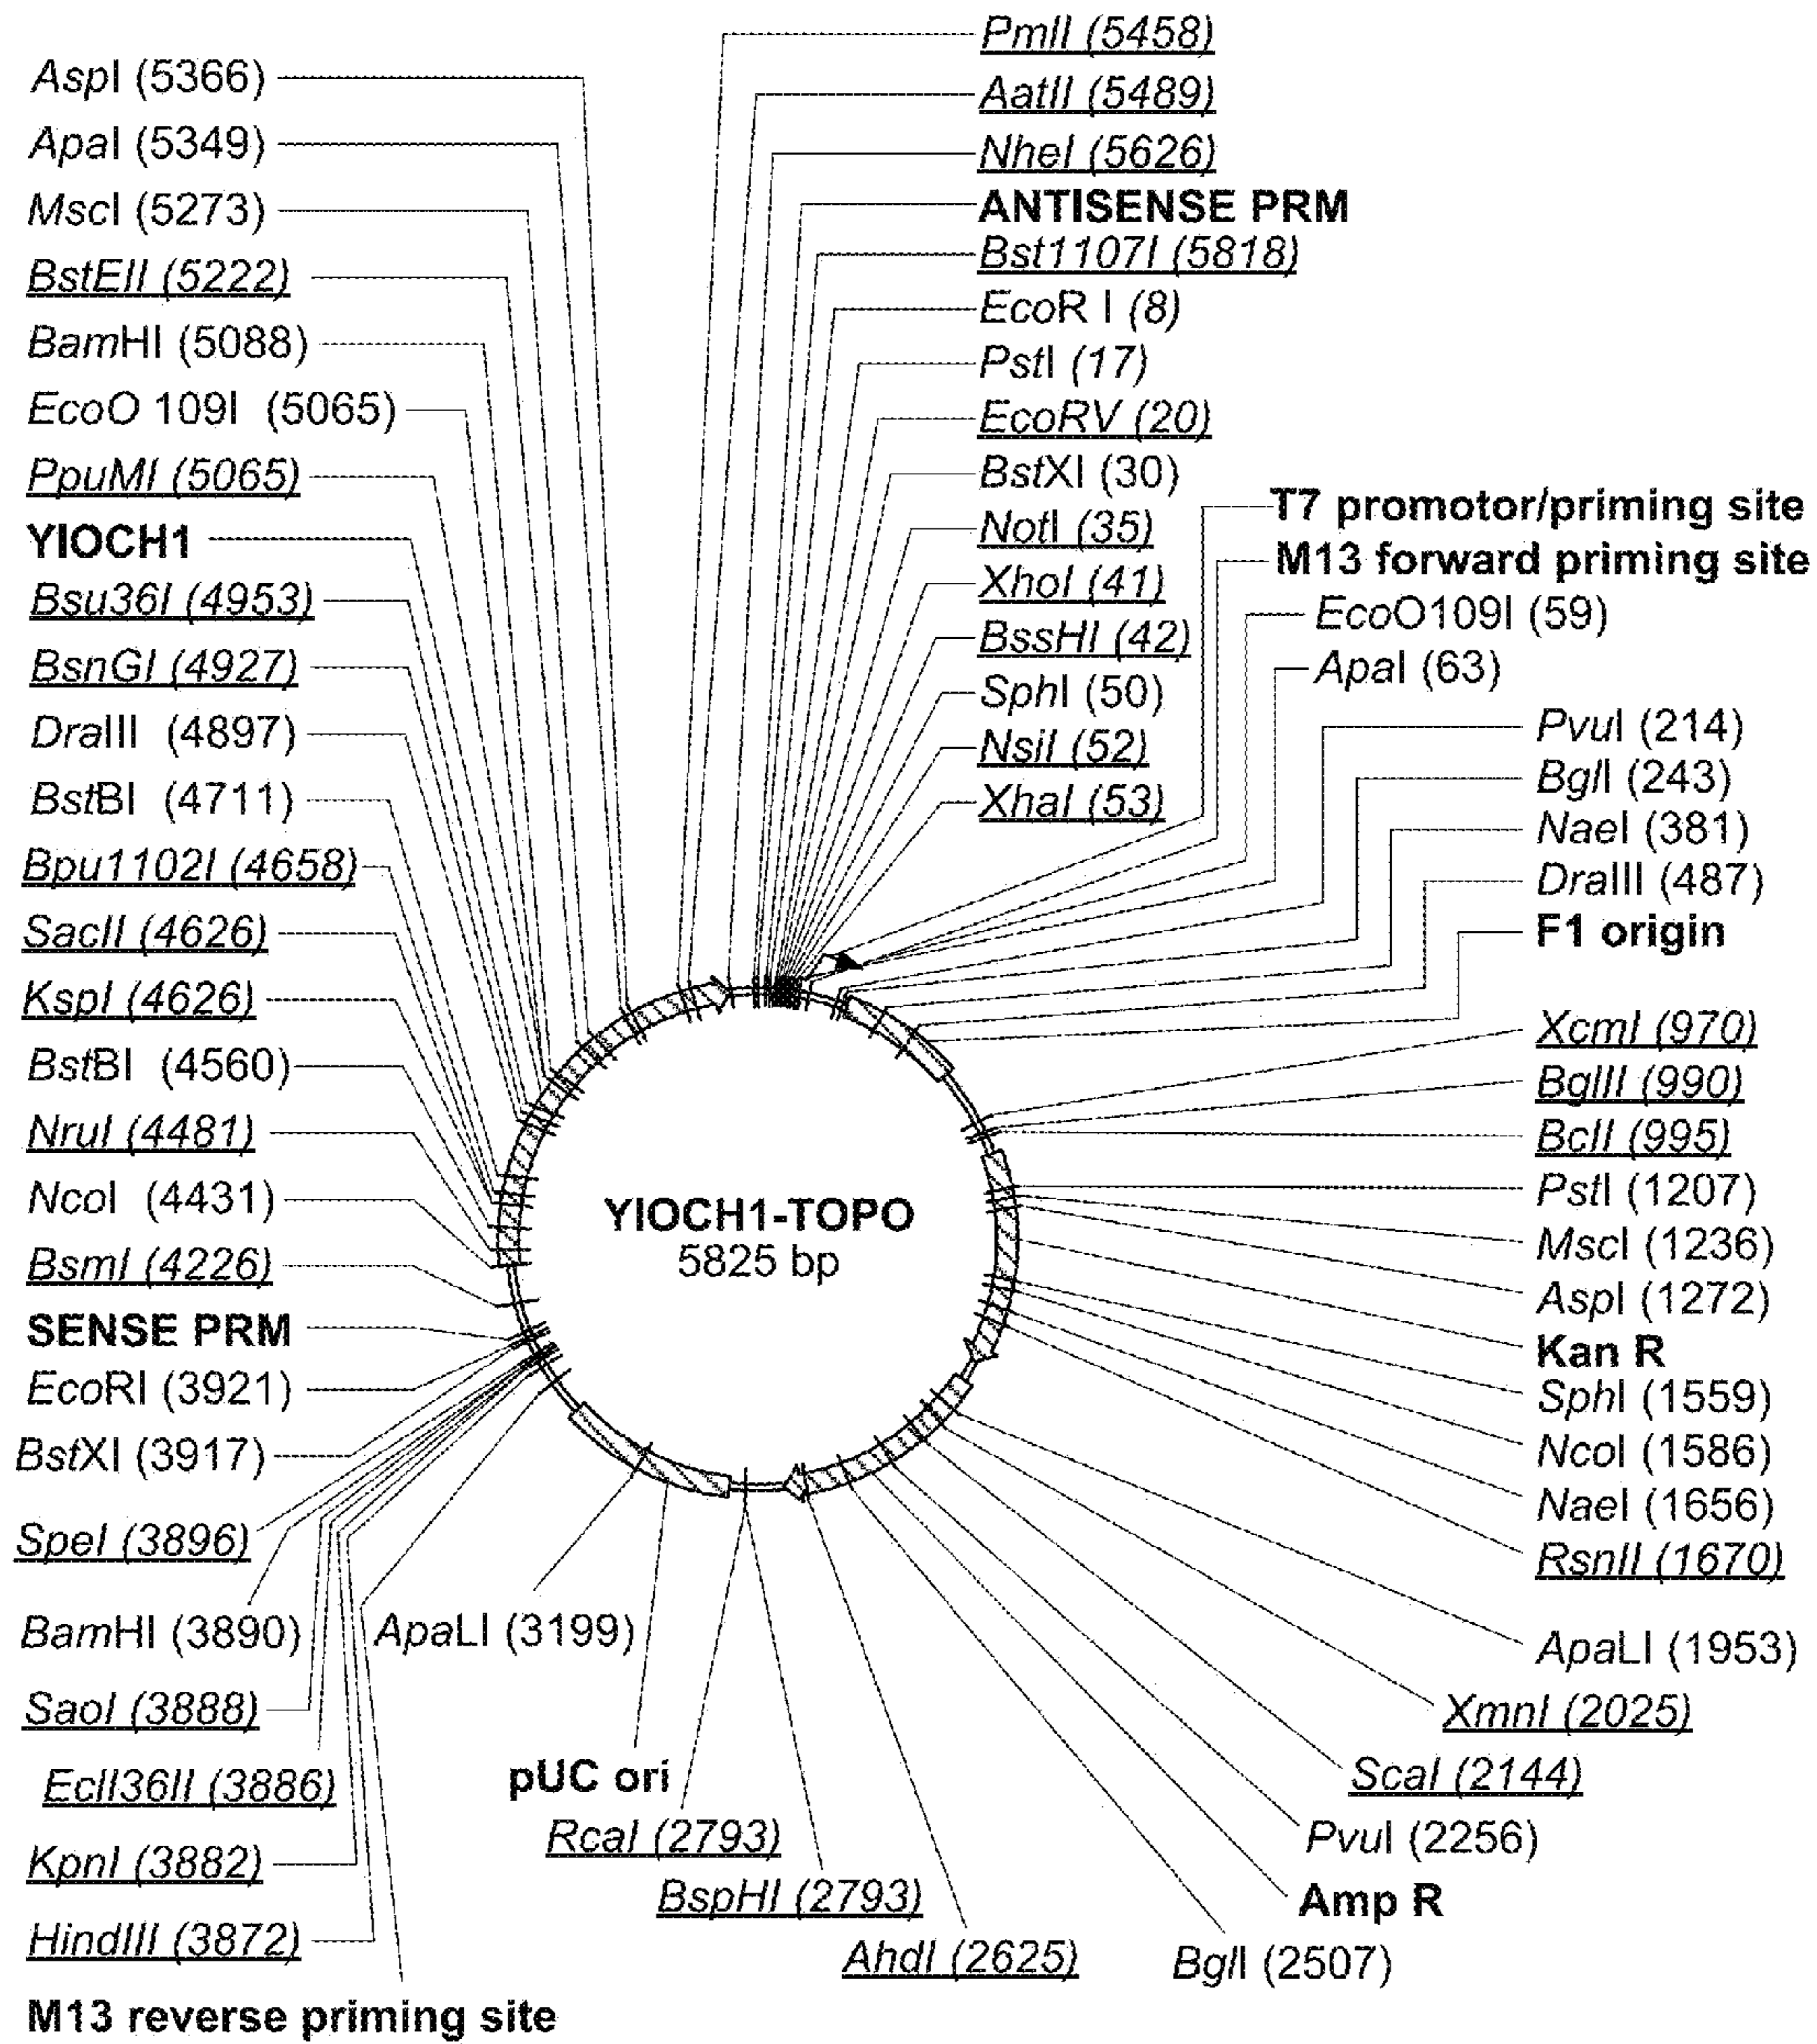 AspI (5366)
ApaI (5349)
MscI (5273)
BstEII (5222)
BamHI (5088)
EcoO 109I (5065)
PpuMI (5065)
YIOCH1
Bsu36I (4953)
BsnGI (4927)
DraIII (4897)
BstBI (4711)
Bpu1102I (4658)
SacII (4626)
KspI (4626)
BstBI (4560)
NruI (4481)
NcoI (4431)
BsmI (4226)
SENSE PRM
EcoRI (3921)
BstXI (3917)
SpeI (3896)
BamHI (3890)
SaoI (3888)
EclI36II (3886)
KpnI (3882)
HindIII (3872)
M13 reverse priming site
PmlI (5458)
AatII (5489)
NheI (5626)
ANTISENSE PRM
Bst1107I (5818)
EcoR I (8)
PstI (17)
EcoRV (20)
BstXI (30)
NotI (35)
XhoI (41)
BssHI (42)
SphI (50)
NsiI (52)
XhaI (53)
T7 promotor/priming site
M13 forward priming site
EcoO109I (59)
ApaI (63)
PvuI (214)
BglI (243)
NaeI (381)
DraIII (487)
F1 origin
XcmI (970)
BglII (990)
BclI (995)
PstI (1207)
MscI (1236)
AspI (1272)
Kan R
SphI (1559)
NcoI (1586)
NaeI (1656)
RsnII (1670)
ApaLI (1953)
XmnI (2025)
ScaI (2144)
PvuI (2256)
Amp R
BglI (2507)
AhdI (2625)
BspHI (2793)
RcaI (2793)
pUC ori
ApaLI (3199)
YIOCH1-TOPO
5825 bp